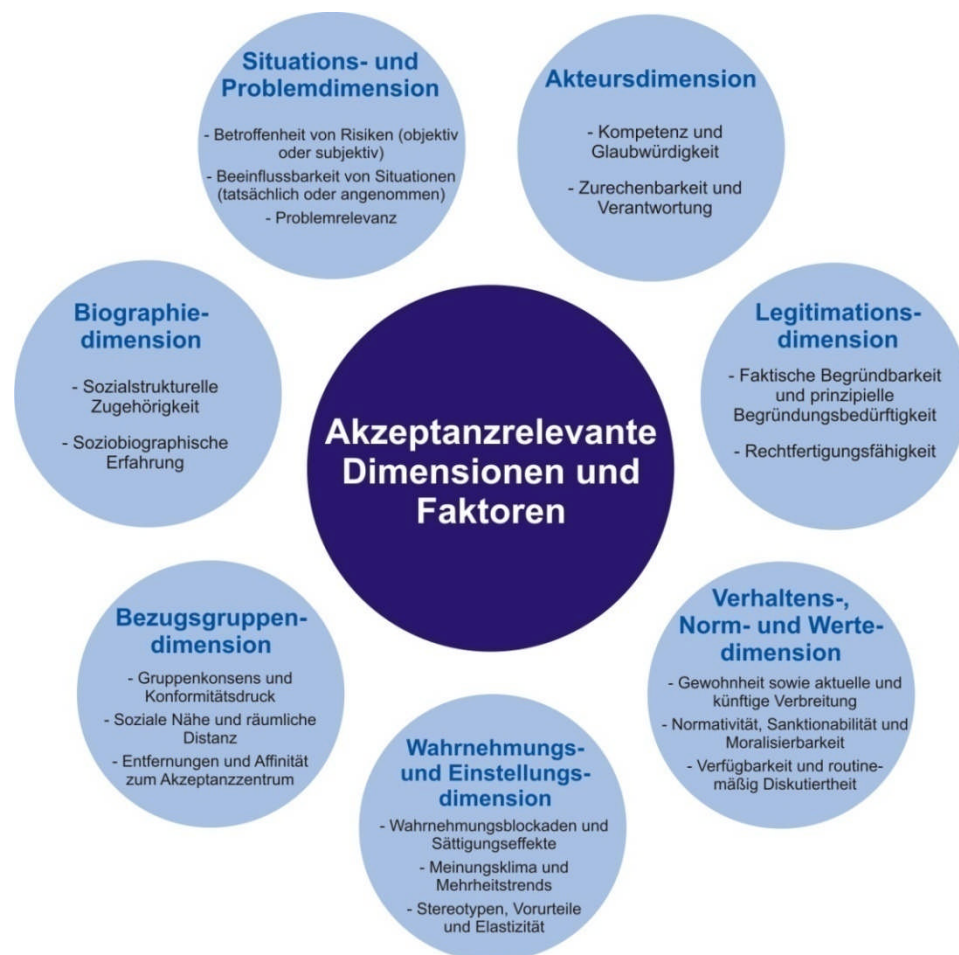 Situations- und
Problemdimension
- Betroffenheit von Risiken (objektiv
oder subjektiv)
- Beeinflussbarkeit von Situationen
(tatsächlich oder angenommen)
- Problemrelevanz
Akteursdimension
- Kompetenz und
Glaubwürdigkeit
- Zurechenbarkeit und
Verantwortung
Biographie-
dimension
- Sozialstrukturelle
Zugehörigkeit
- Soziobiographische
Erfahrung
Legitimations-
dimension
- Faktische Begründbarkeit
und prinzipielle
Begründungsbedürftigkeit
- Rechtfertigungsfähigkeit
Akzeptanzrelevante
Dimensionen und
Faktoren
Bezugsgruppen-
dimension
- Gruppenkonsens und
Konformitätsdruck
- Soziale Nähe und räumliche
Distanz
- Entfernungen und Affinität
zum Akzeptanzzentrum
Verhaltens-,
Norm- und Werte-
dimension
- Gewohnheit sowie aktuelle und
künftige Verbreitung
- Normativität, Sanktionabilität und
Moralisierbarkeit
- Verfügbarkeit und routine-
mäßig Diskutiertheit
Wahrnehmungs-
und Einstellungs-
dimension
- Wahrnehmungsblockaden und
Sättigungseffekte
- Meinungsklima und
Mehrheitstrends
- Stereotypen, Vorurteile
und Elastizität